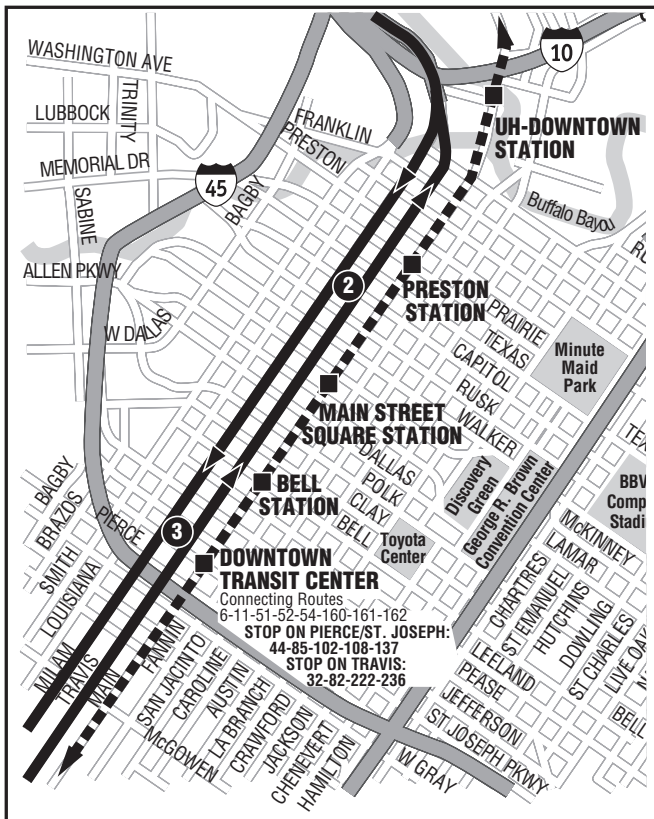 WASHINGTON AVE
10
LUBBOCK
TRINITY
FRANKLIN
PRESTON
UH-DOWNTOWN
STATION
MEMORIAL DR
45
BAGBY
SABINE
Buffalo Bayou
ALLEN PKWY
2
PRESTON
STATION
W DALLAS
PRAIRIE
TEXAS
CAPITOL
RUSK
WALKER
Minute
Maid
Park
MAIN STREET
SQUARE STATION
DALLAS
POLK
CLAY
BELL
Discovery
Green
George R. Brown
Convention Center
BELL
STATION
Toyota
Center
BAGBY
BRAZOS
SMITH
LOUISIANA
PIERCE
3
McKINNEY
LAMAR
DOWNTOWN
TRANSIT CENTER
Connecting Routes
6-11-51-52-54-160-161-162
STOP ON PIERCE/ST. JOSEPH:
44-85-102-108-137
STOP ON TRAVIS:
32-82-222-236
CHARTRES
ST EMANUEL
HUTCHINS
DOWLING
ST CHARLES
LIVE OAK
BELL
LEELAND
PEASE
JEFFERSON
ST JOSEPH PKWY
MILAM
TRAVIS
MAIN
FANNIN
SAN JACINTO
CAROLINE
AUSTIN
LA BRANCH
CRAWFORD
JACKSON
CHENEVERT
HAMILTON
McGOWEN
W GRAY